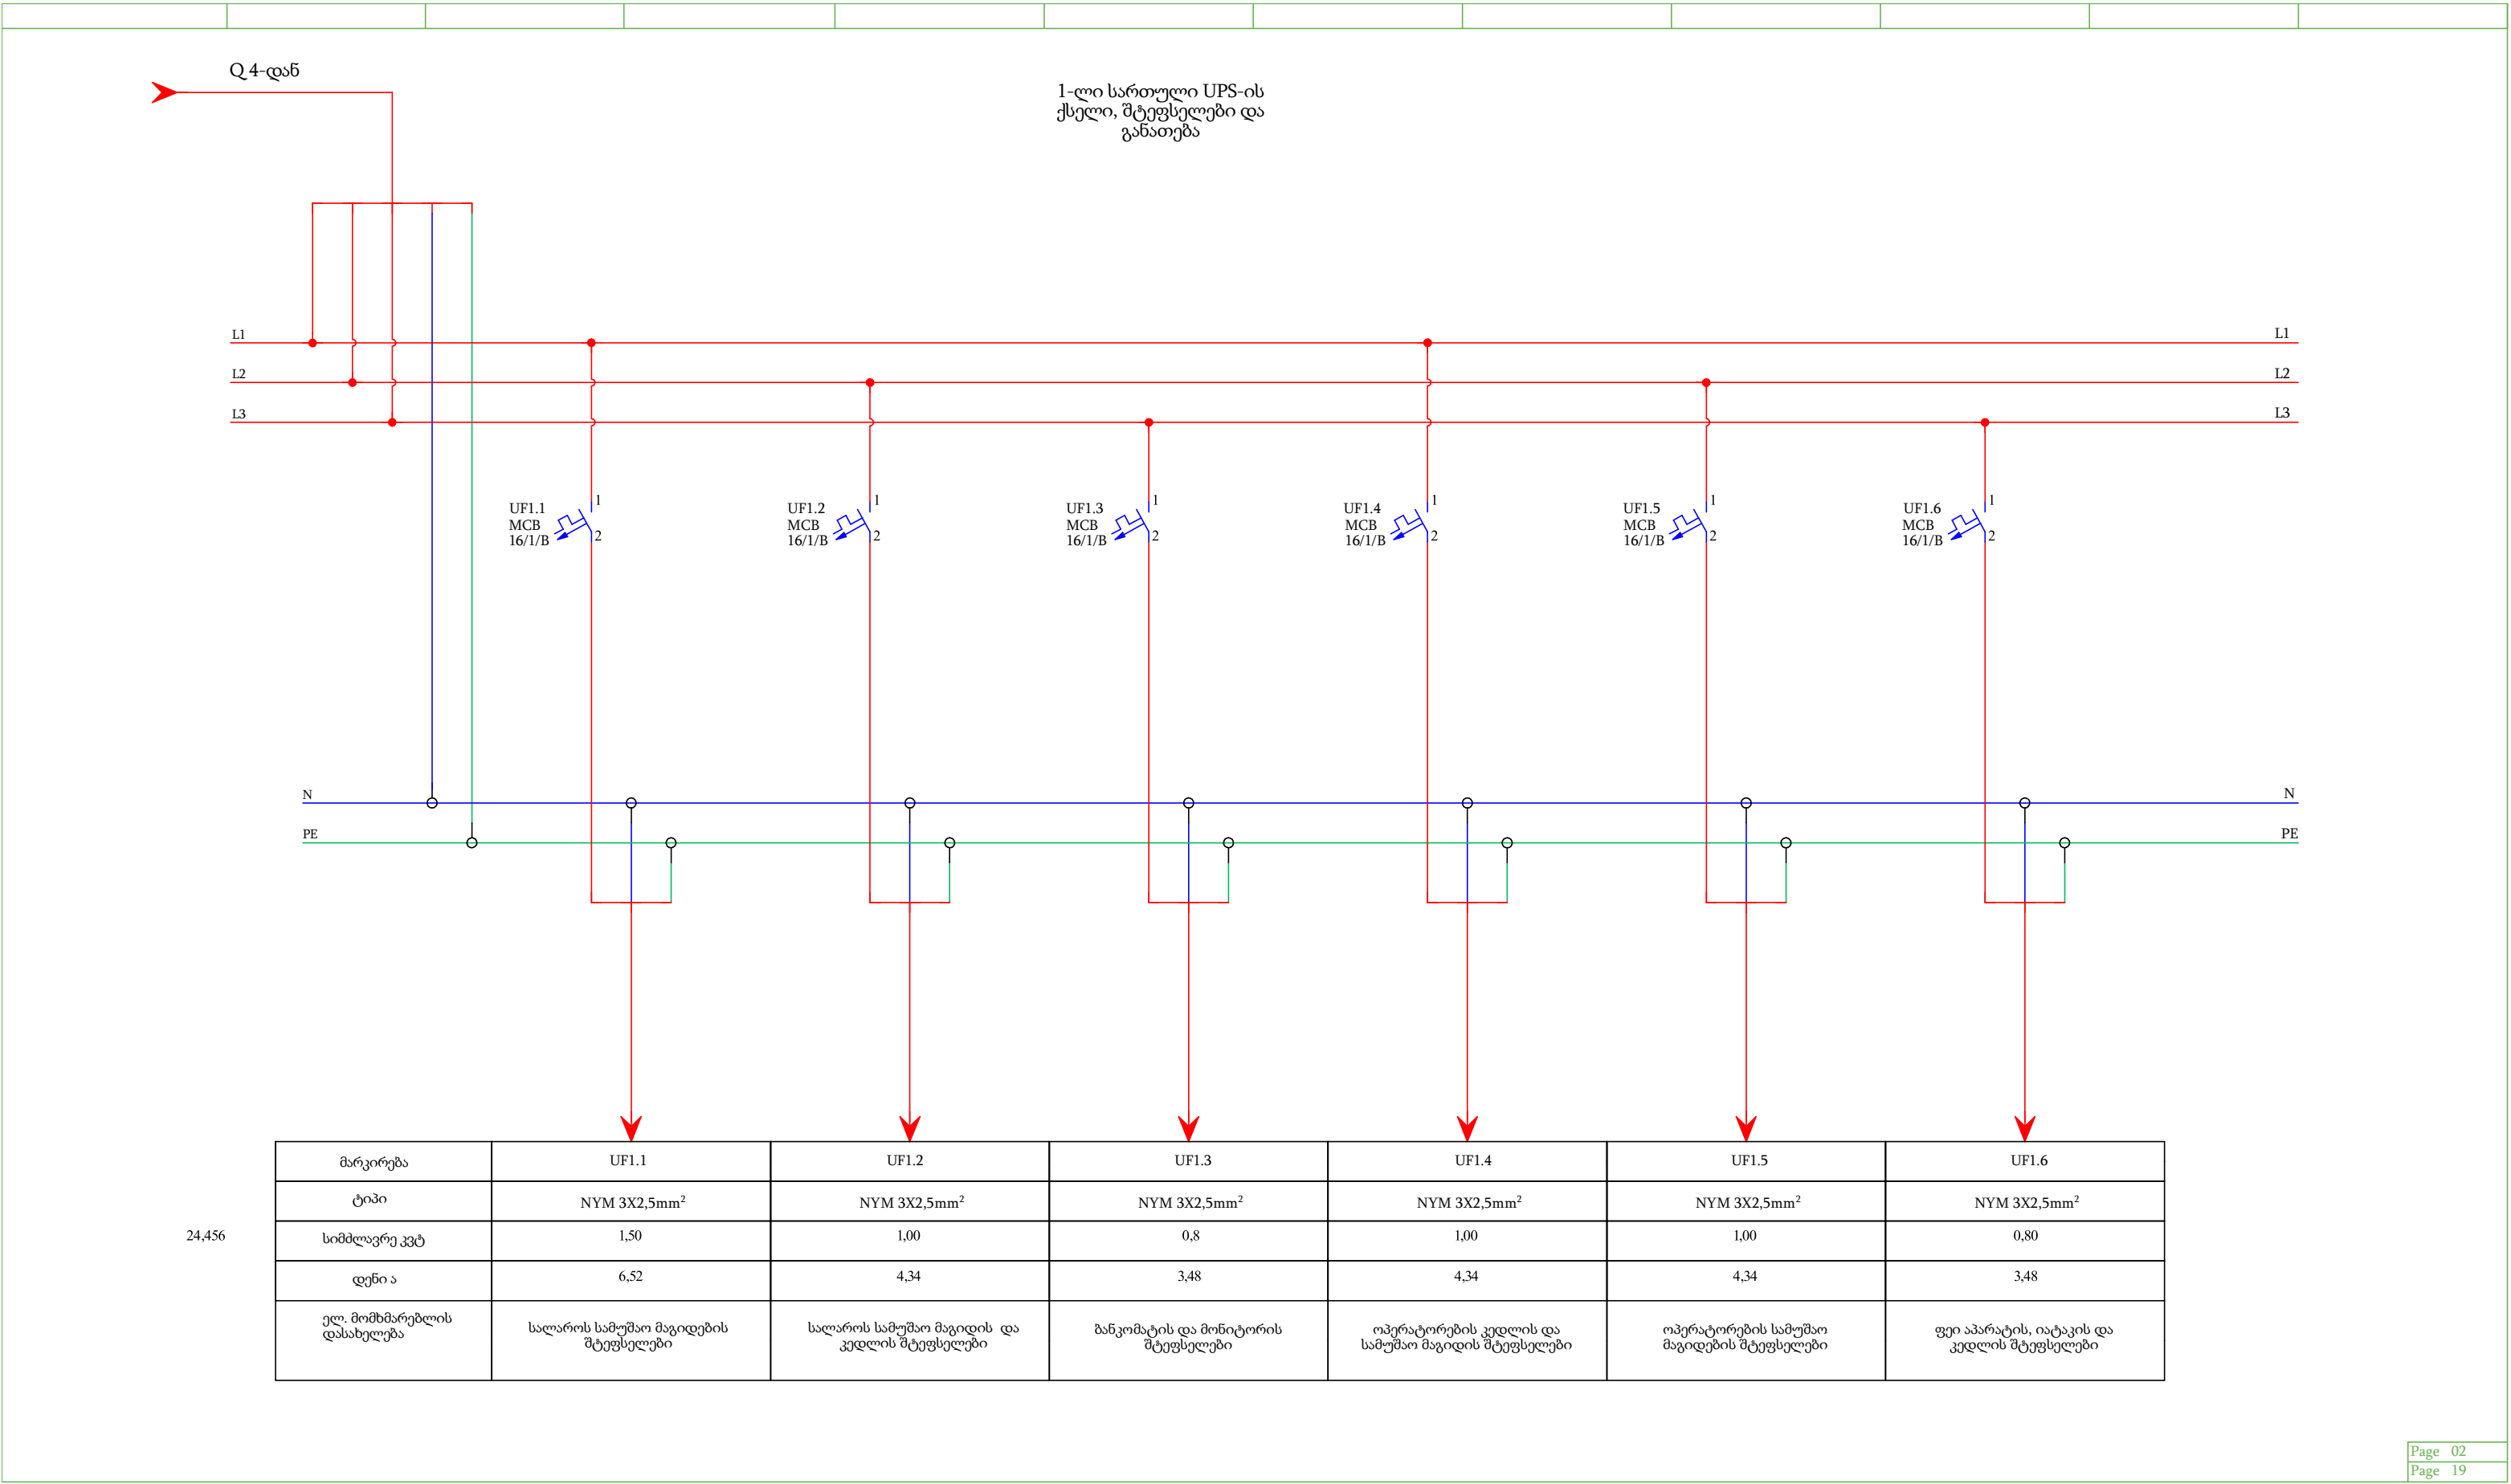 Q 4-დან
1-ლი სართული UPS-ის
ქსელი, შტეფსელები და
განათება
L1 L1
L2 L2
L3 L3
UF1.1 1 UF1.2 1 UF1.3 1 UF1.4 1 UF1.5 1 UF1.6 1
MCB MCB MCB MCB MCB MCB
16/1/B 2 16/1/B 2 16/1/B 2 16/1/B 2 16/1/B 2 16/1/B 2
N N
PE PE
მარკირება UF1.1 UF1.2 UF1.3 UF1.4 UF1.5 UF1.6
ტიპი NYM 3X2,5mm² NYM 3X2,5mm² NYM 3X2,5mm² NYM 3X2,5mm² NYM 3X2,5mm² NYM 3X2,5mm²
24,456 სიმძლავრე კვტ 1,50 1,00 0,8 1,00 1,00 0,80
დენი ა 6,52 4,34 3,48 4,34 4,34 3,48
ელ. მომხმარებლის
დასახელება
სალაროს სამუშაო მაგიდების
შტეფსელები
სალაროს სამუშაო მაგიდის და
კედლის შტეფსელები
ბანკომატის და მონიტორის
შტეფსელები
ოპერატორების კედლის და
სამუშაო მაგიდის შტეფსელები
ოპერატორების სამუშაო
მაგიდების შტეფსელები
ფეი აპარატის, იატაკის და
კედლის შტეფსელები
Page 02
Page 19